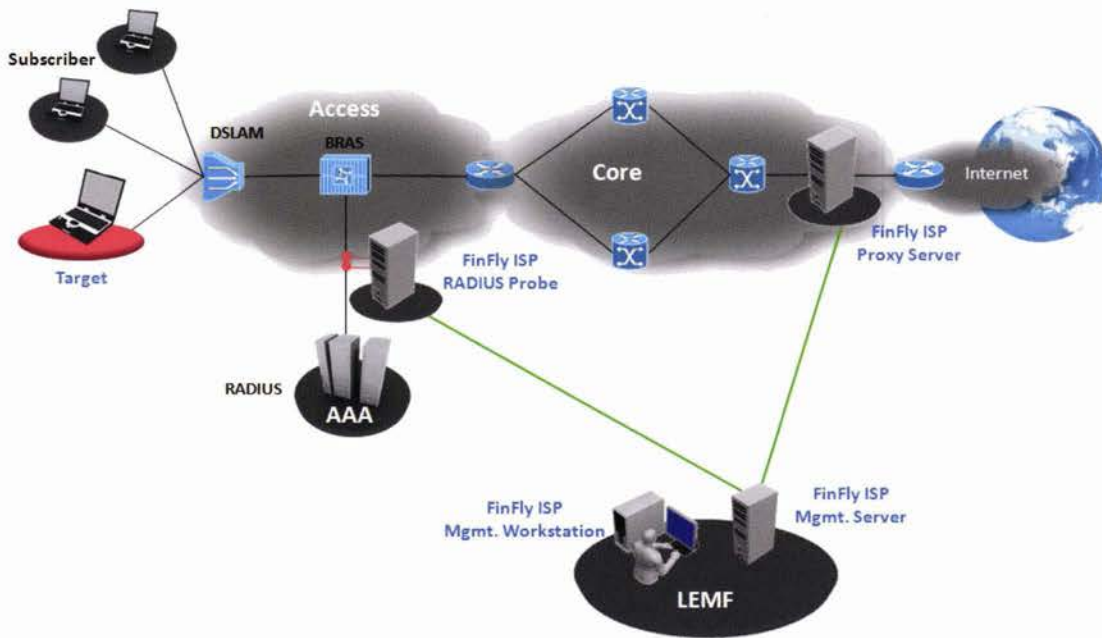 Subscriber
Access
DSLAM
BRAS
Core
Internet
Target
FinFly ISP
RADIUS Probe
FinFly ISP
Proxy Server
RADIUS
AAA
FinFly ISP
Mgmt. Workstation
FinFly ISP
Mgmt. Server
LEMF